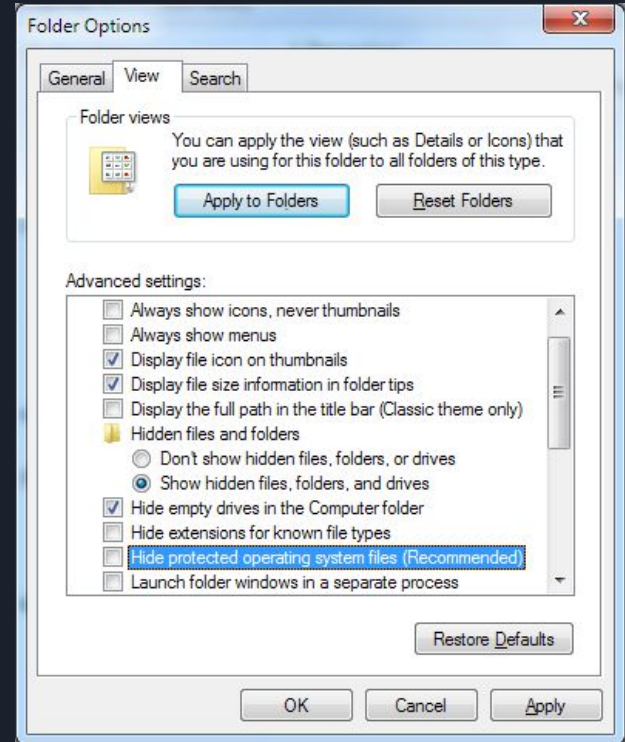 Folder Options
General
View
Search
Folder views
You can apply the view (such as Details or Icons) that
you are using for this folder to all folders of this type.
Apply to Folders
Reset Folders
Advanced settings:
Always show icons, never thumbnails
Always show menus
Display file icon on thumbnails
Display file size information in folder tips
Display the full path in the title bar (Classic theme only)
Hidden files and folders
Don't show hidden files, folders, or drives
Show hidden files, folders, and drives
Hide empty drives in the Computer folder
Hide extensions for known file types
Hide protected operating system files (Recommended)
Launch folder windows in a separate process
Restore Defaults
OK
Cancel
Apply